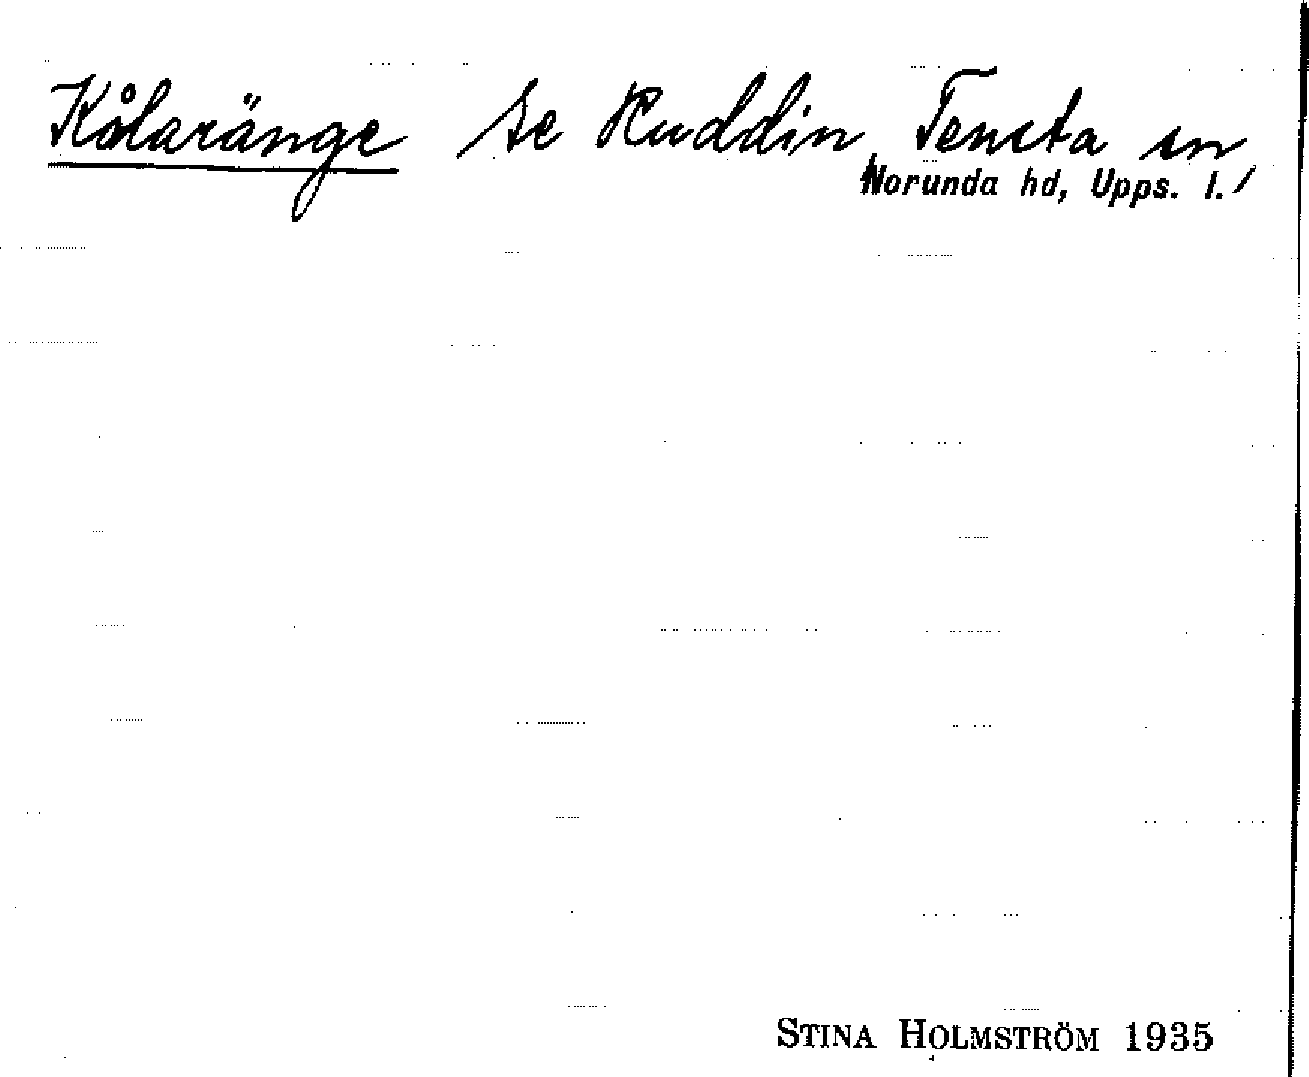 Kålaränge se Ruddin, Tensta sn,
Norunda hd, Upps. l.
STINA HOLMSTRÖM 1935